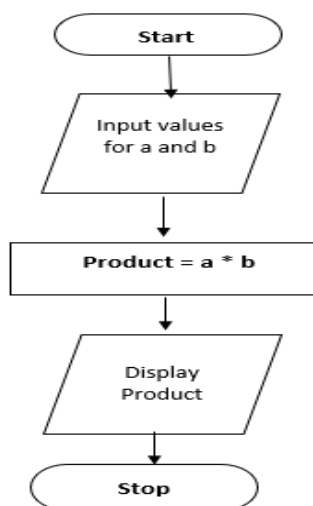 Start
Input values
for a and b
Product = a * b
Display
Product
Stop